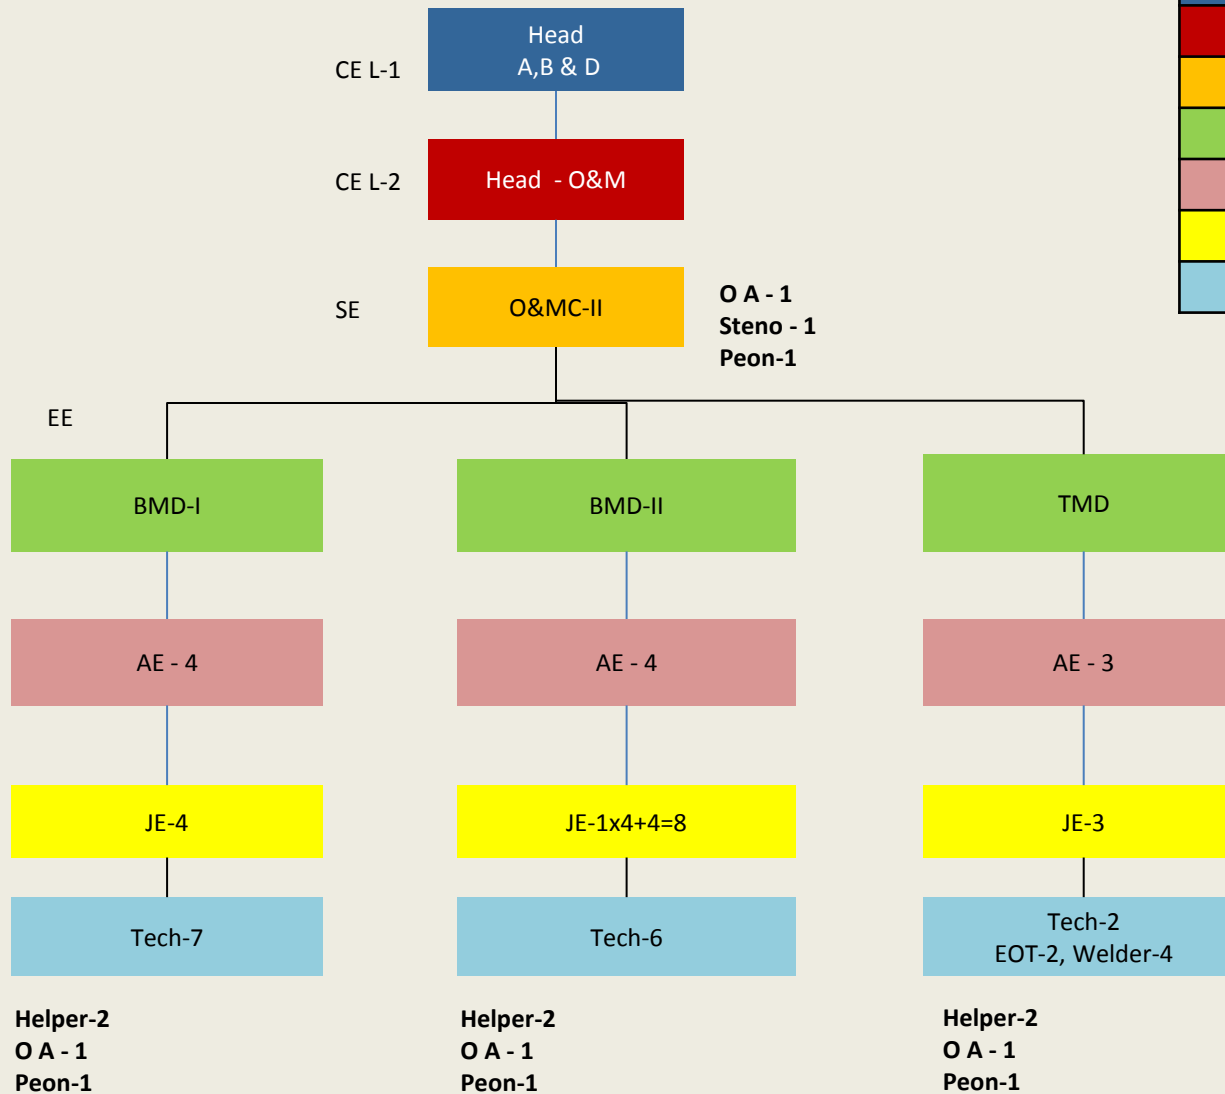 Head
A,B & D
CE L-1
CE L-2
Head - O&M
SE
O&MC-II
O A - 1
Steno - 1
Peon-1
EE
BMD-I
BMD-II
TMD
AE - 4
AE - 4
AE - 3
JE-4
JE-1x4+4=8
JE-3
Tech-7
Tech-6
Tech-2
EOT-2, Welder-4
Helper-2
O A - 1
Peon-1
Helper-2
O A - 1
Peon-1
Helper-2
O A - 1
Peon-1